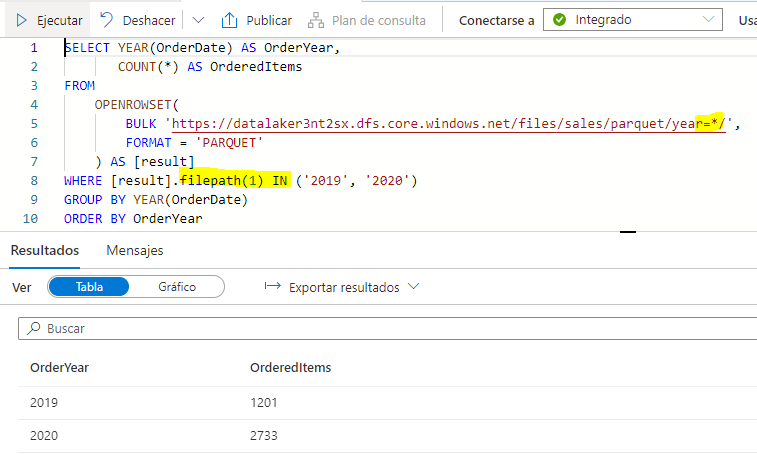 Ejecutar Deshacer Publicar Plan de consulta Conectarse a Integrado Usa
1 SELECT YEAR(OrderDate) AS OrderYear,
2 COUNT(*) AS OrderedItems
3 FROM
4 OPENROWSET(
5 BULK 'https://datalaker3nt2sx.dfs.core.windows.net/files/sales/parquet/year=*/',
6 FORMAT = 'PARQUET'
7 ) AS [result]
8 WHERE [result].filepath(1) IN ('2019', '2020')
9 GROUP BY YEAR(OrderDate)
10 ORDER BY OrderYear
Resultados Mensajes
Ver Tabla Gráfico Exportar resultados
Buscar
OrderYear OrderedItems
2019 1201
2020 2733